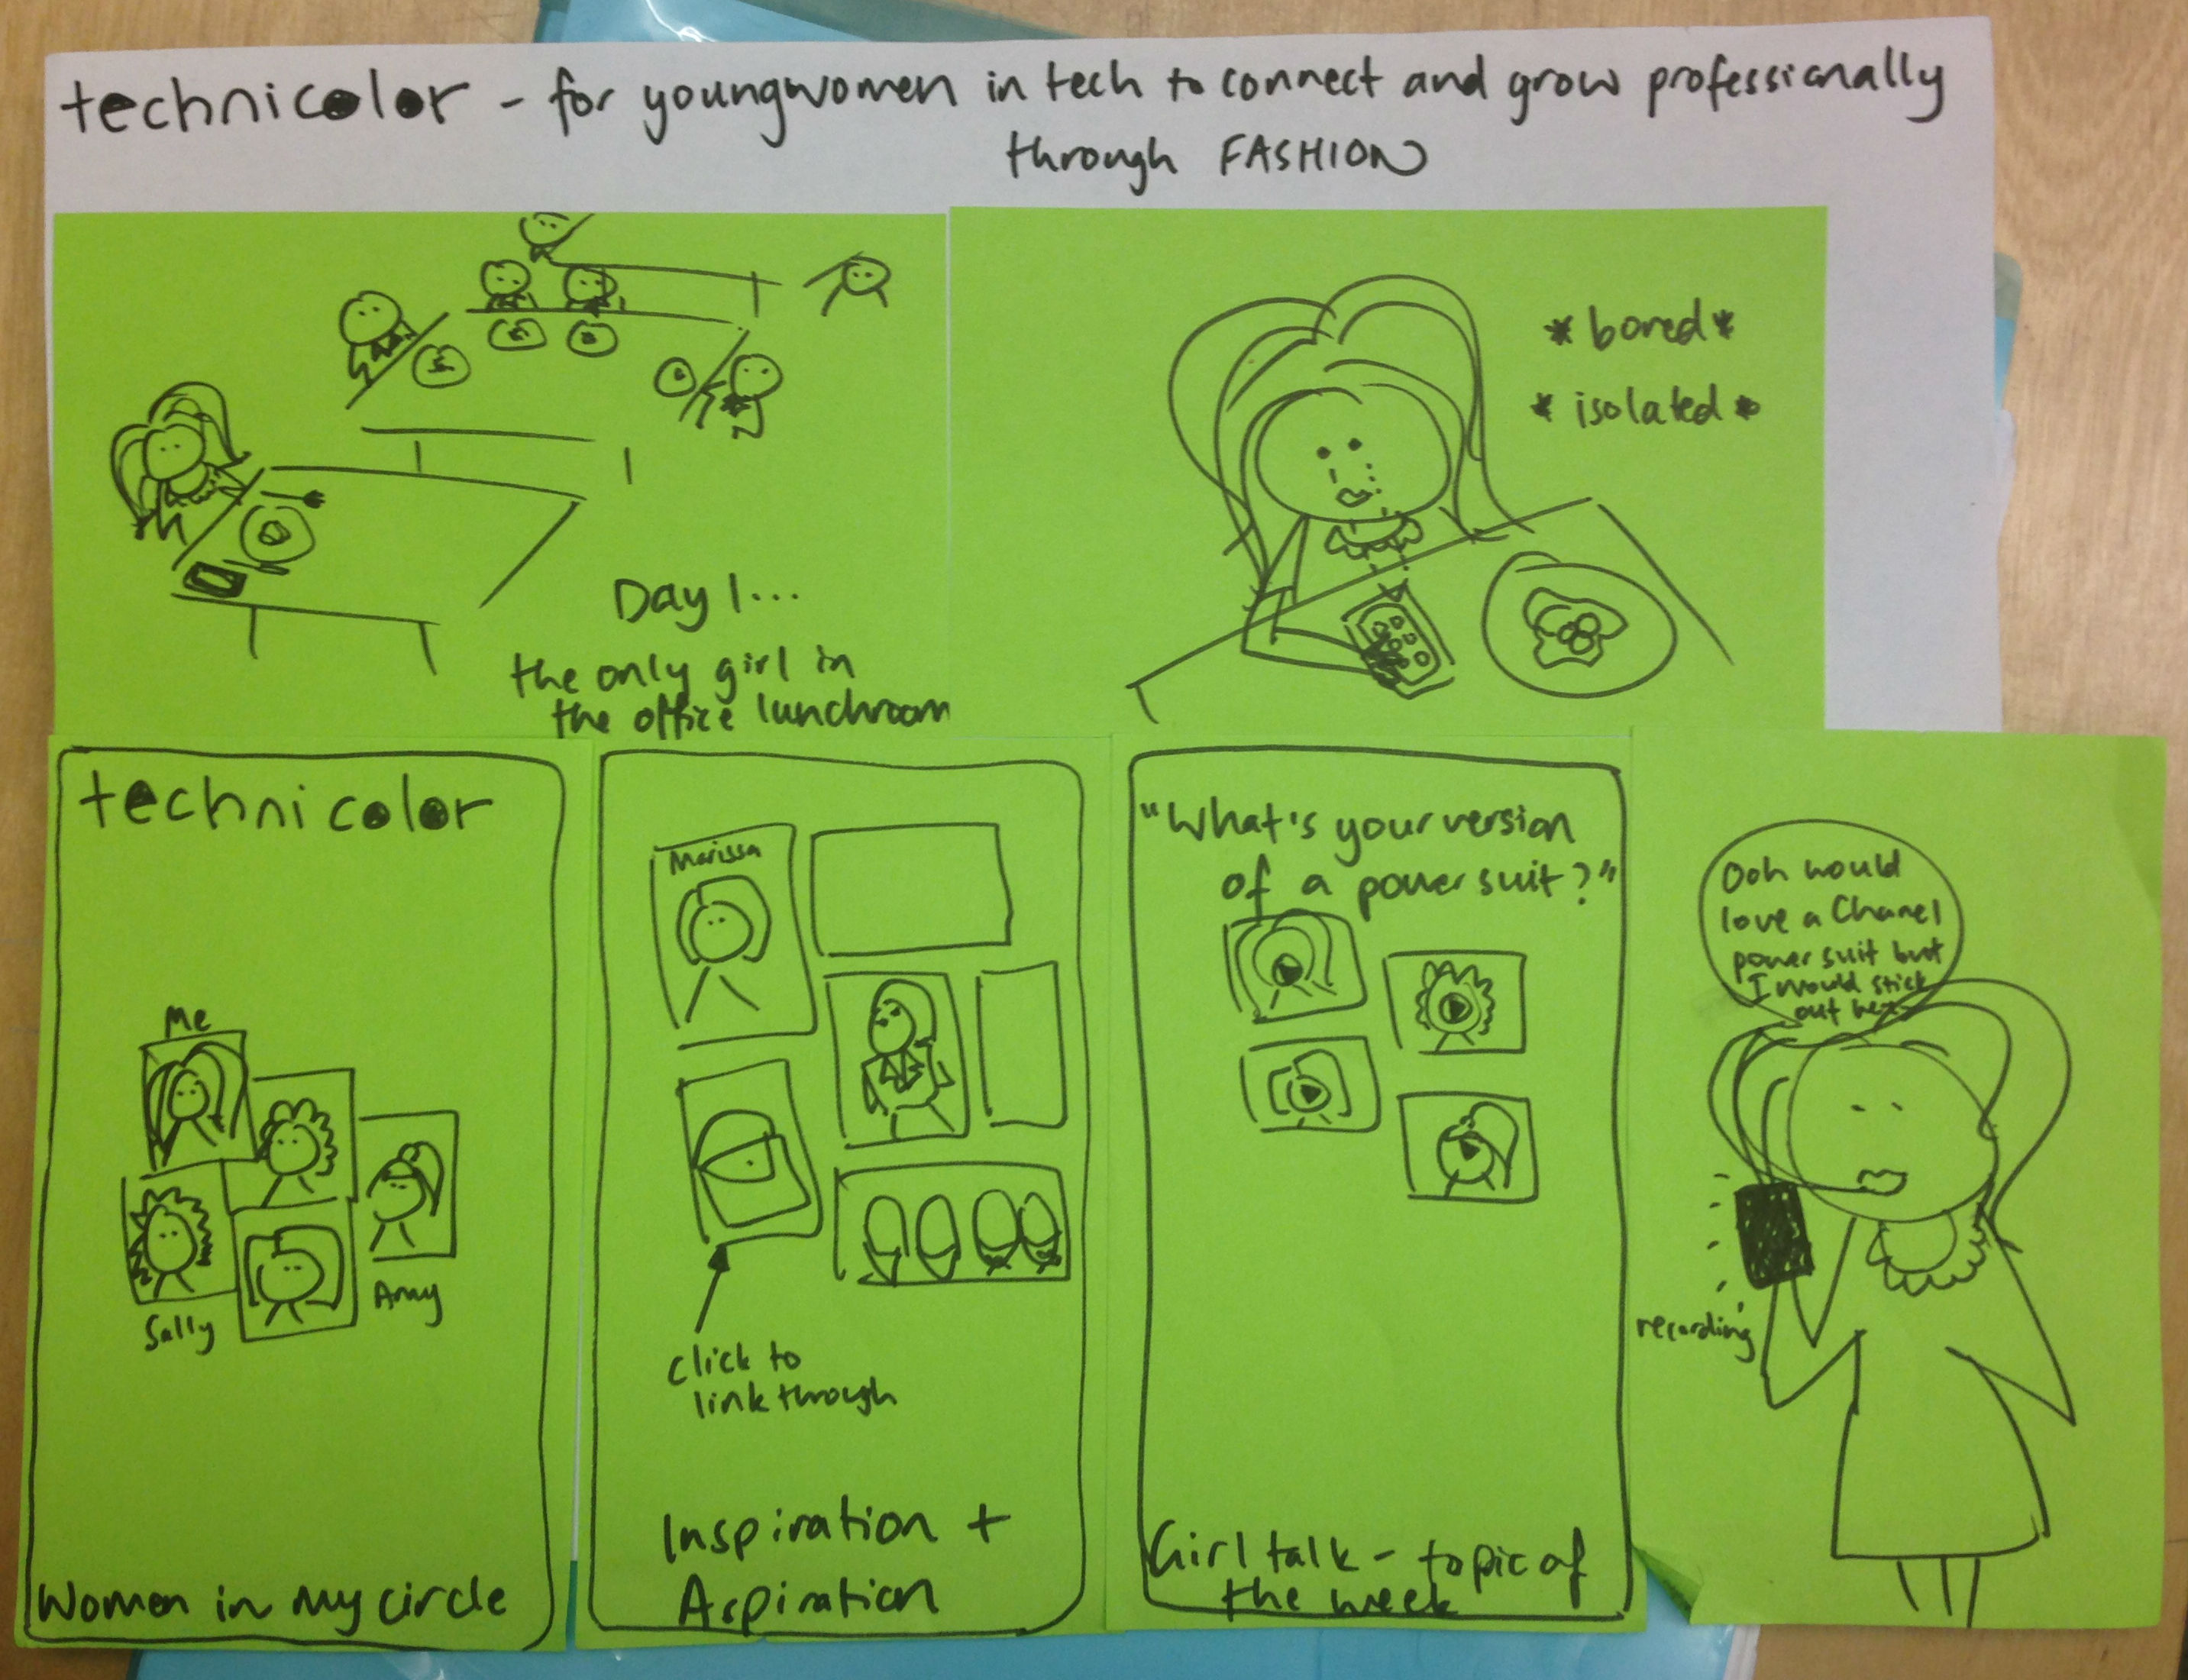 technicolor - for young women in tech to connect and grow professionally
through FASHION
Day 1...
the only girl in
the office lunchroom
*bored*
*isolated*
technicolor
Me
Sally
Amy
Women in My circle
Marissa
click to
link through
Inspiration +
Aspiration
"What's your version
of a power suit?"
Girl talk - topic of
the week
Ooh would
love a Chanel
power suit but
I would stick
out here
recording